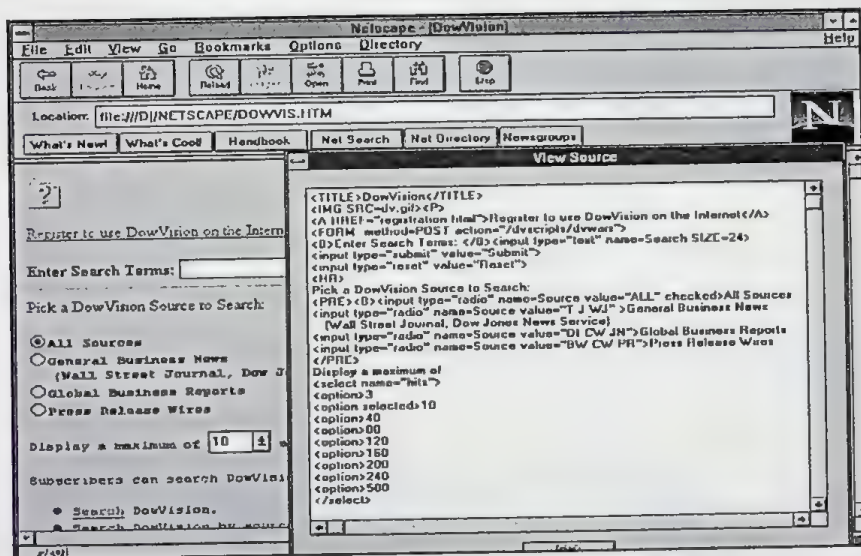 Netscape - [DowVision]
File Edit View Go Bookmarks Options Directory Help
Back Home Reload Open Print Find Stop
Location: file:///D|/NETSCAPE/DOWVIS.HTM
What's New! What's Cool! Handbook Net Search Net Directory Newsgroups
N
?
Register to use DowVision on the Intern
Enter Search Terms:
Pick a DowVision Source to Search:
All Sources
General Business News
(Wall Street Journal, Dow J
Global Business Reports
Press Release Wires
Display a maximum of 10
Subscribers can search DowVisi
Search DowVision.
Search DowVision by source
View Source
<TITLE>DowVision</TITLE>
<IMG SRC=dv.gif><P>
<A HREF="registration.html">Register to use DowVision on the Internet</A>
<FORM method=POST action="/dvscripts/dvwais">
<B>Enter Search Terms: </B><input type="text" name=Search SIZE=24>
<input type="submit" value="Submit">
<input type="reset" value="Reset">
<HR>
Pick a DowVision Source to Search:
<PRE><B><input type="radio" name=Source value="ALL" checked>All Sources
<input type="radio" name=Source value="T J WJ" >General Business News
(Wall Street Journal, Dow Jones News Service)
<input type="radio" name=Source value="DI CW JN">Global Business Reports
<input type="radio" name=Source value="BW CW PR">Press Release Wires
</PRE>
Display a maximum of
<select name="hits">
<option>3
<option selected>10
<option>40
<option>80
<option>120
<option>160
<option>200
<option>240
<option>500
</select>